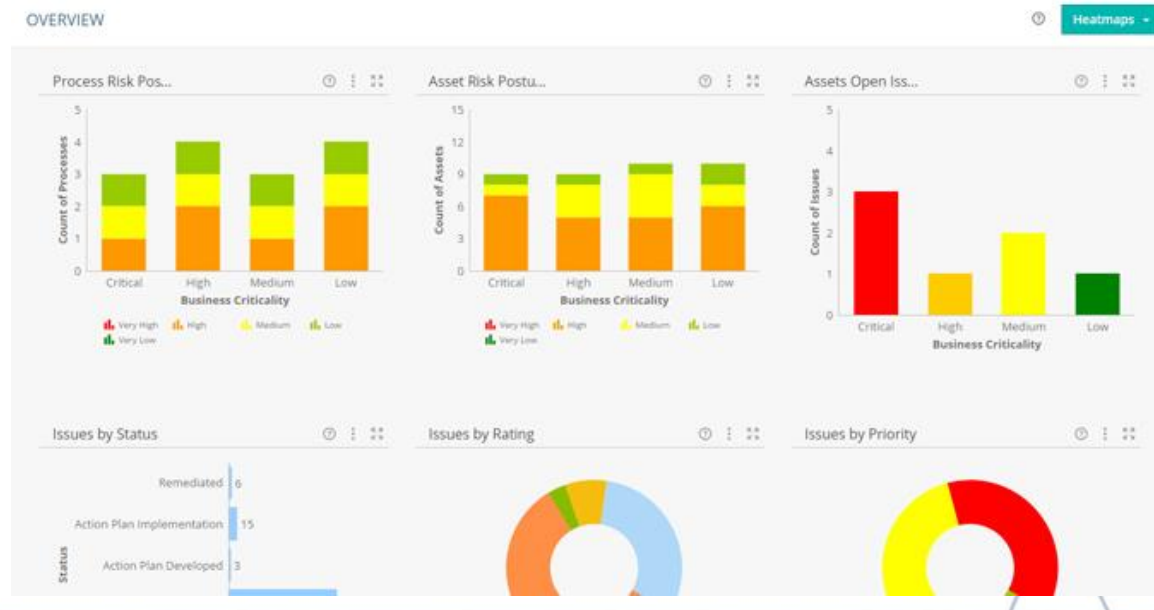 OVERVIEW
Heatmaps
Process Risk Pos...
5
4
3
2
1
0
Count of Processes
Critical High Medium Low
Business Criticality
Very High High Medium Low
Very Low
Asset Risk Postu...
15
12
9
6
3
0
Count of Assets
Critical High Medium Low
Business Criticality
Very High High Medium Low
Very Low
Assets Open Iss...
5
4
3
2
1
0
Count of Issues
Critical High Medium Low
Business Criticality
Issues by Status
Remediated 6
Action Plan Implementation 15
Action Plan Developed 3
Status
Issues by Rating
Issues by Priority